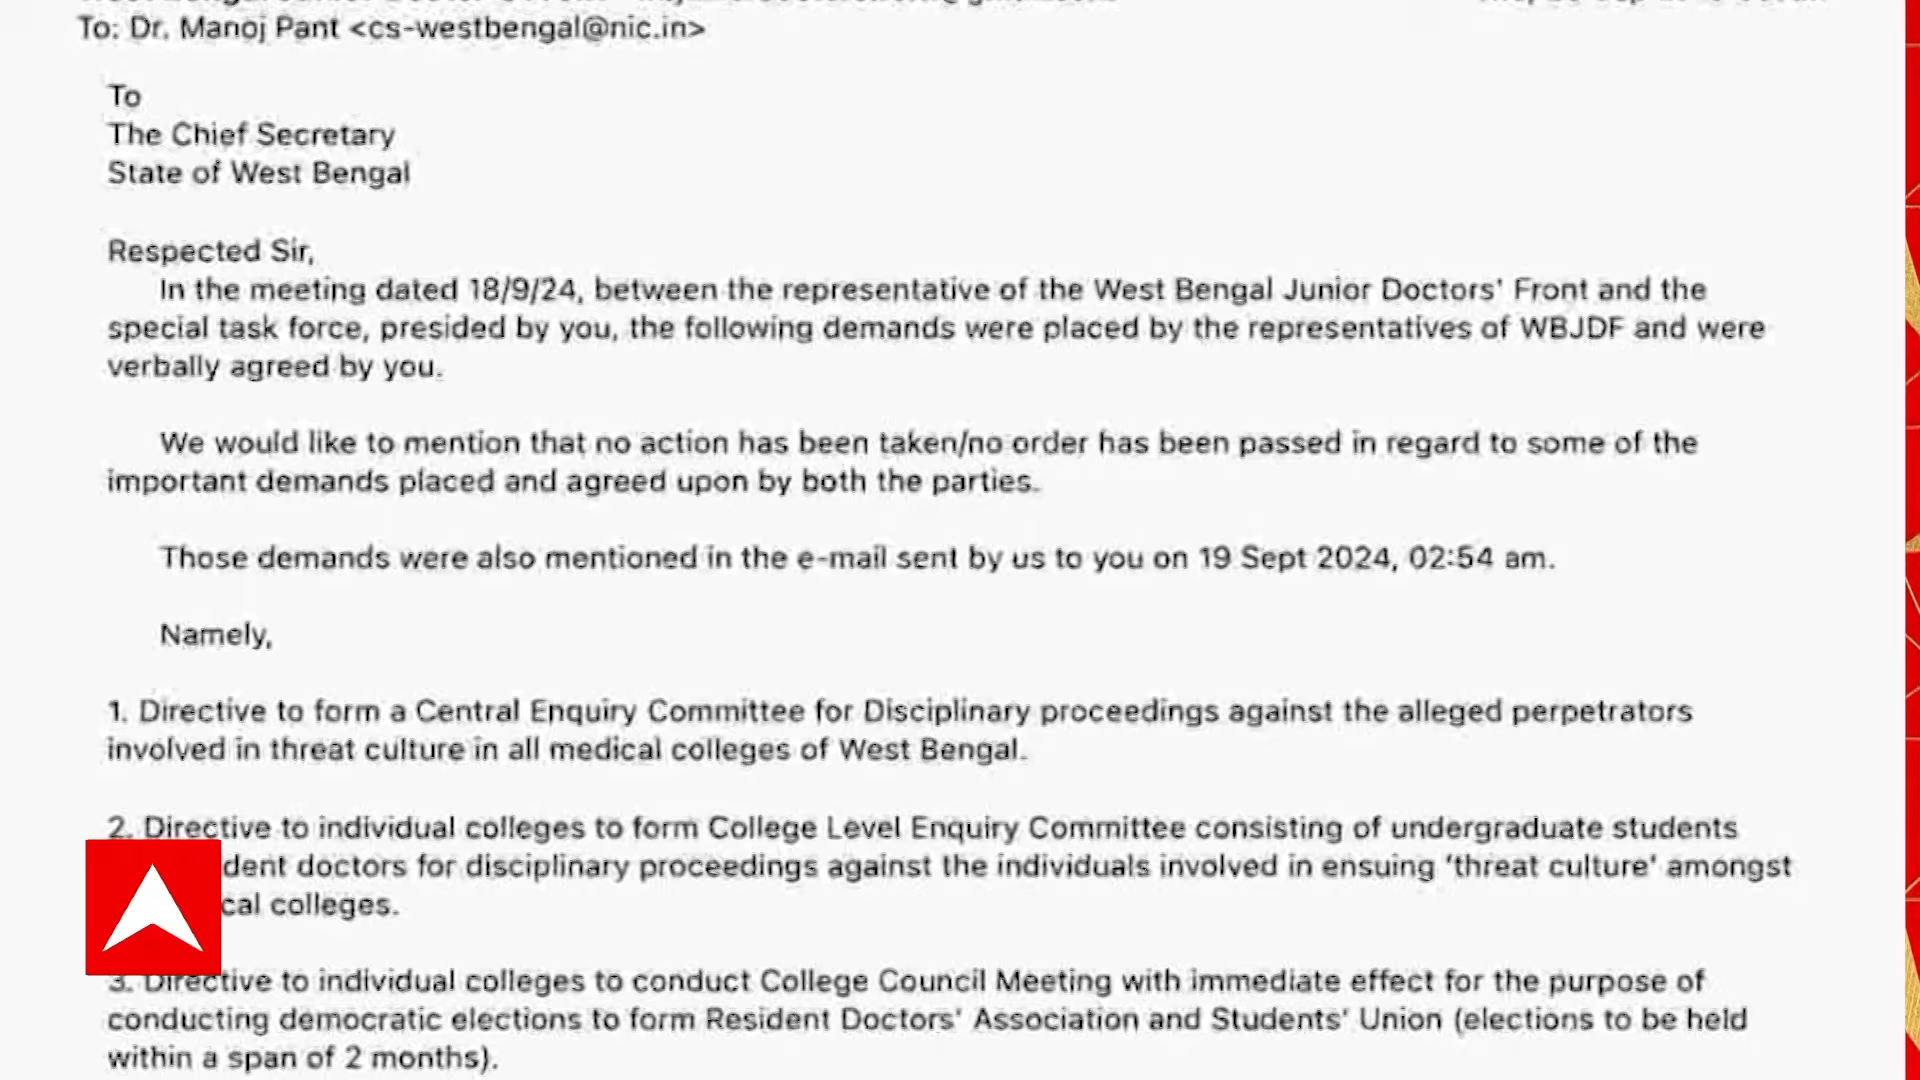 To: Dr. Manoj Pant <cs-westbengal@nic.in>
To
The Chief Secretary
State of West Bengal
Respected Sir,
In the meeting dated 18/9/24, between the representative of the West Bengal Junior Doctors' Front and the
special task force, presided by you, the following demands were placed by the representatives of WBJDF and were
verbally agreed by you.
We would like to mention that no action has been taken/no order has been passed in regard to some of the
important demands placed and agreed upon by both the parties.
Those demands were also mentioned in the e-mail sent by us to you on 19 Sept 2024, 02:54 am.
Namely,
1. Directive to form a Central Enquiry Committee for Disciplinary proceedings against the alleged perpetrators
involved in threat culture in all medical colleges of West Bengal.
2. Directive to individual colleges to form College Level Enquiry Committee consisting of undergraduate students
dent doctors for disciplinary proceedings against the individuals involved in ensuing ‘threat culture’ amongst
cal colleges.
3. Directive to individual colleges to conduct College Council Meeting with immediate effect for the purpose of
conducting democratic elections to form Resident Doctors' Association and Students' Union (elections to be held
within a span of 2 months).